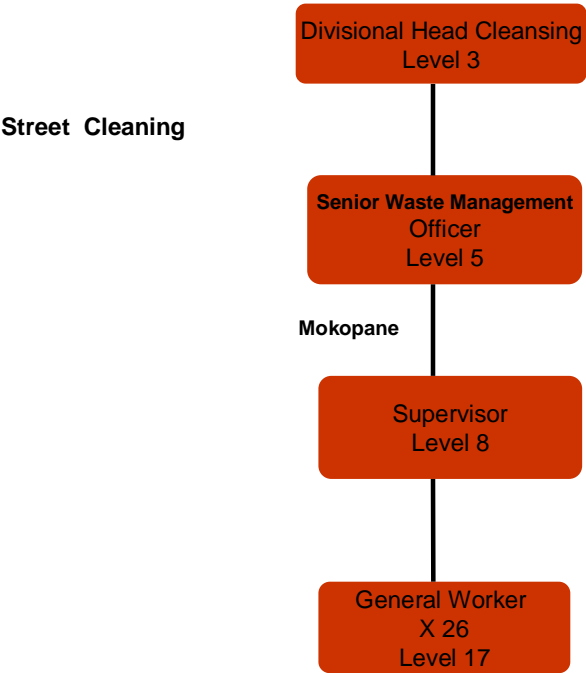 Divisional Head Cleansing
Level 3
Street Cleaning
Senior Waste Management
Officer
Level 5
Mokopane
Supervisor
Level 8
General Worker
X 26
Level 17